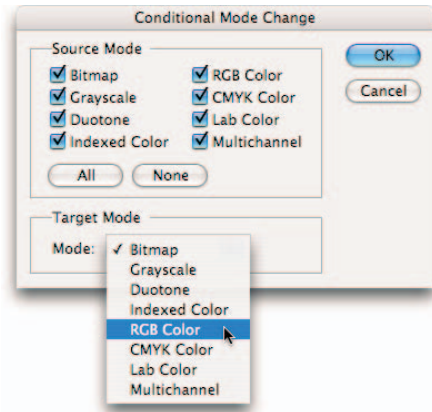 Conditional Mode Change
Source Mode
Bitmap
RGB Color
Grayscale
CMYK Color
Duotone
Lab Color
Indexed Color
Multichannel
All
None
OK
Cancel
Target Mode
Mode:
Bitmap
Grayscale
Duotone
Indexed Color
RGB Color
CMYK Color
Lab Color
Multichannel